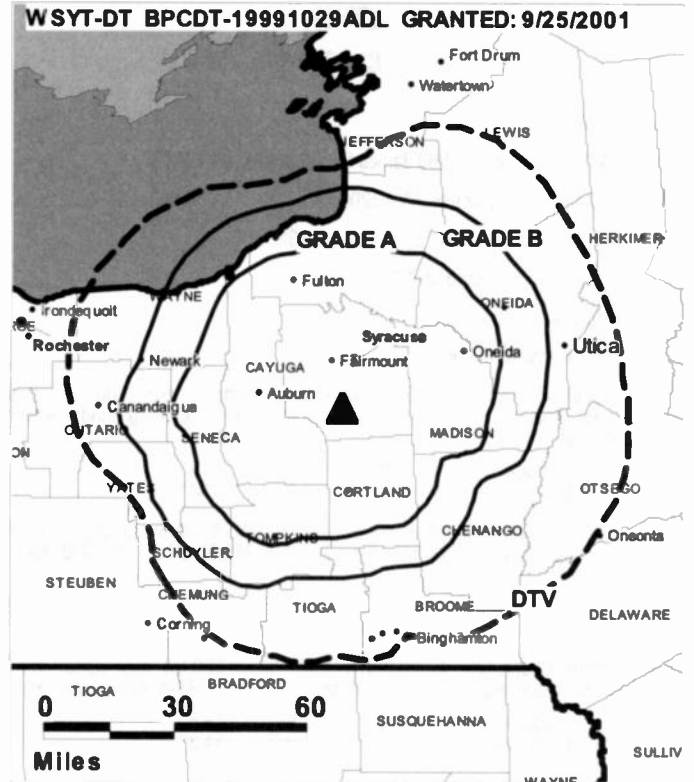 WSYT-DT BPCDT-19991029ADL GRANTED: 9/25/2001
Fort Drum
Watertown
JEFFERSON
LEWIS
GRADE A
GRADE B
HERKIMER
Fulton
WAYNE
ONEIDA
Irondequoit
Rochester
Syracuse
Utica
Newark
CAYUGA
Fairmount
Oneida
Auburn
Canandaigua
ONTARIO
SENECA
MADISON
ON
YATES
CORTLAND
OTSEGO
TOMPKINS
CHENANGO
Oneonta
SCHUYLER
STEUBEN
CHEMUNG
TIOGA
BROOME
DTV
DELAWARE
Corning
Binghamton
TIOGA
BRADFORD
0 30 60
SUSQUEHANNA
Miles
SULLIV
WAYNE